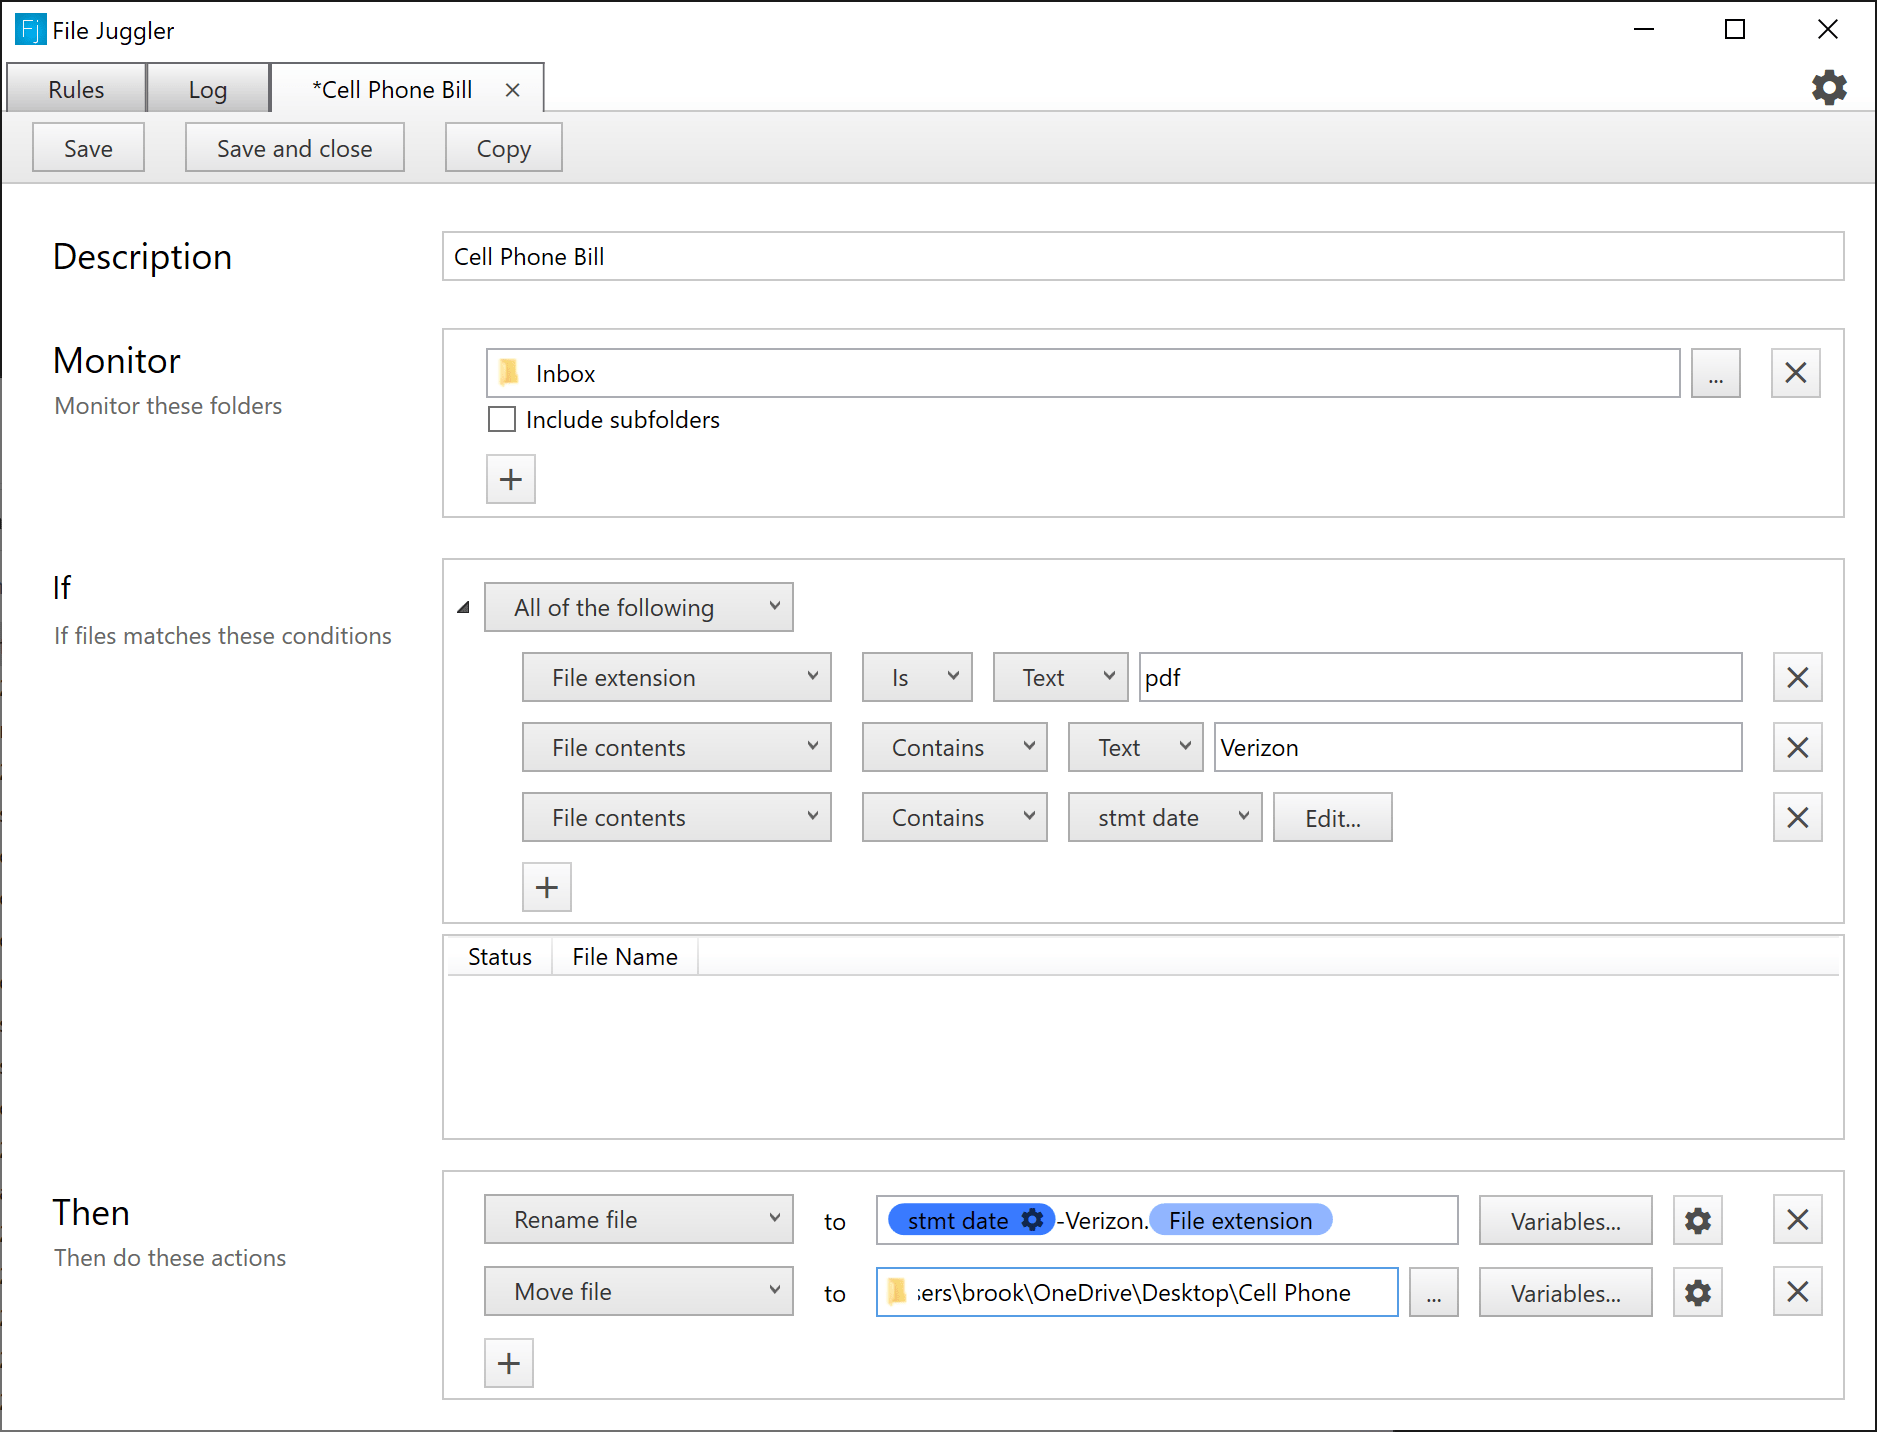 Fj File Juggler
Rules Log *Cell Phone Bill
Save Save and close Copy
Description Cell Phone Bill
Monitor
Monitor these folders
Inbox ...
Include subfolders
If
If files matches these conditions
All of the following
File extension Is Text pdf
File contents Contains Text Verizon
File contents Contains stmt date Edit...
Status File Name
Then
Then do these actions
Rename file to stmt date -Verizon. File extension Variables...
Move file to sers\brook\OneDrive\Desktop\Cell Phone ... Variables...